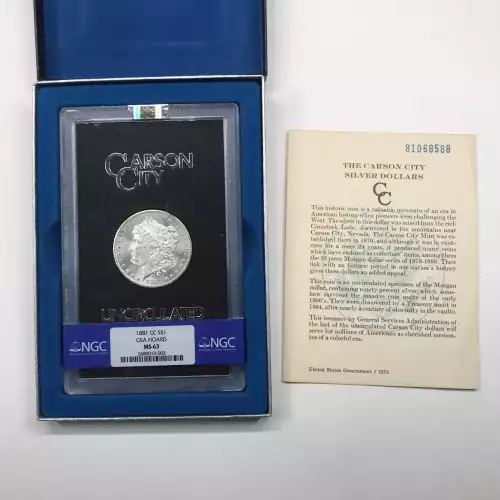 CARSON
CITY
UNCIRCULATED
1881 CC S$1
GSA HOARD
MS 63
2680010-003
NGC
NGC
81068588
THE CARSON CITY
SILVER DOLLARS
CC
This historic coin is a valuable memento of an era in
American history when pioneers were challenging the
West. The silver in this dollar was mined from the rich
Comstock Lode, discovered in the mountains near
Carson City, Nevada. The Carson City Mint was es-
tablished there in 1870, and although it was in exist-
ence for a mere 24 years, it produced many coins
which have endured as collectors' coins, among them
the 13 piece Morgan dollar series of 1878-1893. Their
link with an historic period in our nation's history
gives these dollars an added appeal.
This coin is an uncirculated specimen of the Morgan
dollar, containing ninety percent silver, which some-
how survived the massive coin melts of the early
1900's. They were discovered by a Treasury audit in
1964, after nearly a century of obscurity in the vaults.
This issuance by General Services Administration of
the last of the uncirculated Carson City dollars will
serve for millions of Americans as cherished memen-
tos of a colorful era.
United States Government / 1972